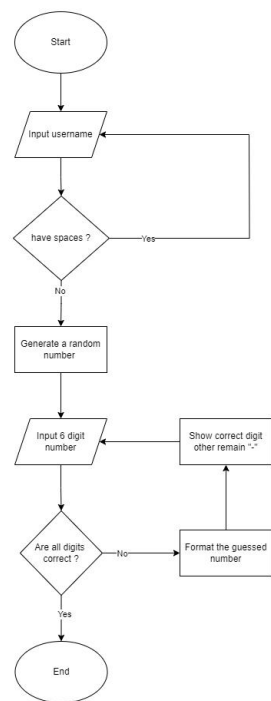 Start
Input username
have spaces ?
Yes
No
Generate a random
number
Input 6 digit
number
Show correct digit
other remain "-"
Are all digits
correct ?
No
Format the guessed
number
Yes
End